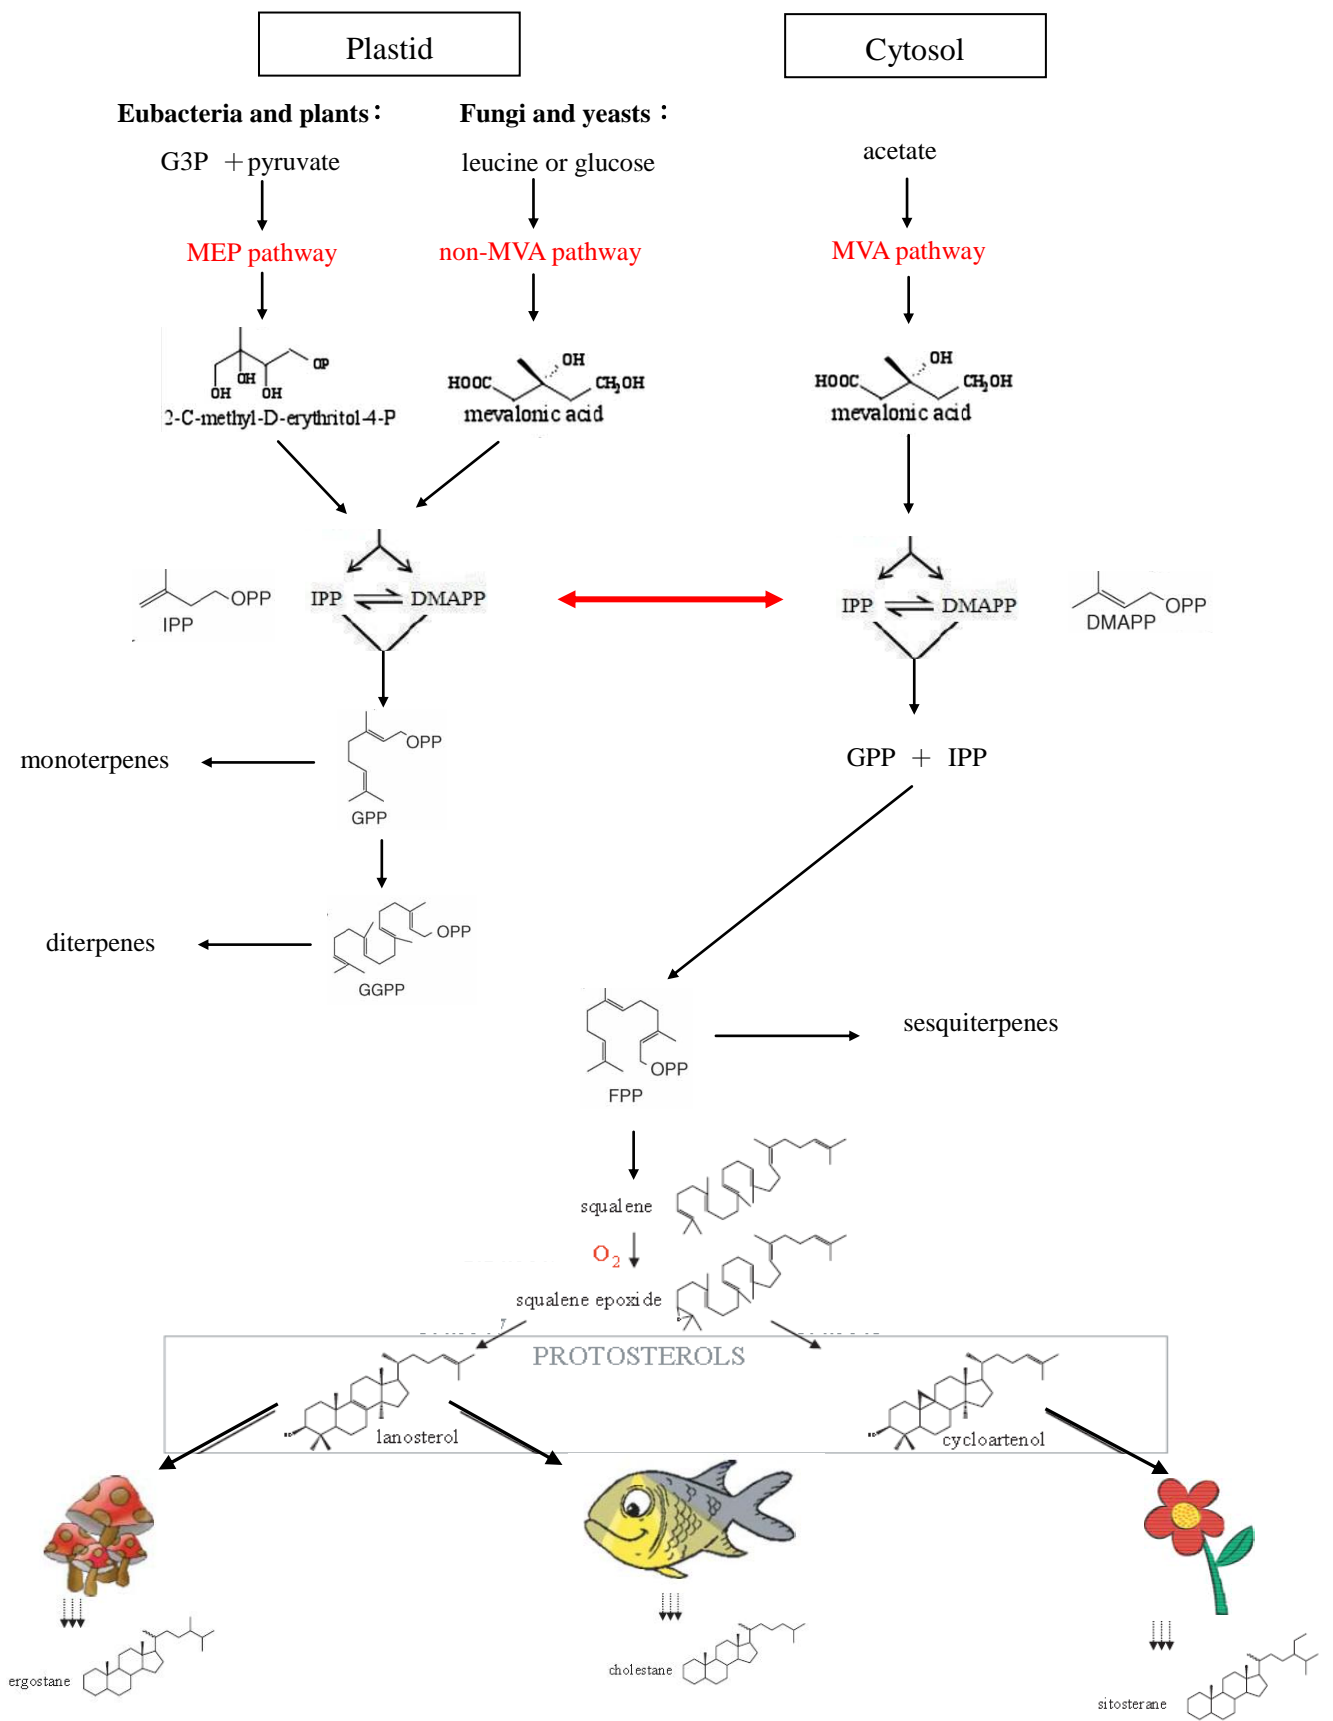 Plastid
Cytosol
Eubacteria and plants：
Fungi and yeasts：
G3P ＋pyruvate
leucine or glucose
acetate
MEP pathway
non-MVA pathway
MVA pathway
OP
OH
OH
OH
2-C-methyl-D-erythritol-4-P
HOOC
OH
CH₂OH
mevalonic acid
HOOC
OH
CH₂OH
mevalonic acid
OPP
IPP
IPP
DMAPP
IPP
DMAPP
OPP
DMAPP
monoterpenes
OPP
GPP
GPP ＋ IPP
diterpenes
OPP
GGPP
OPP
FPP
sesquiterpenes
squalene
O₂
squalene epoxide
PROTOSTEROLS
lanosterol
cycloartenol
ergostane
cholestane
sitosterane